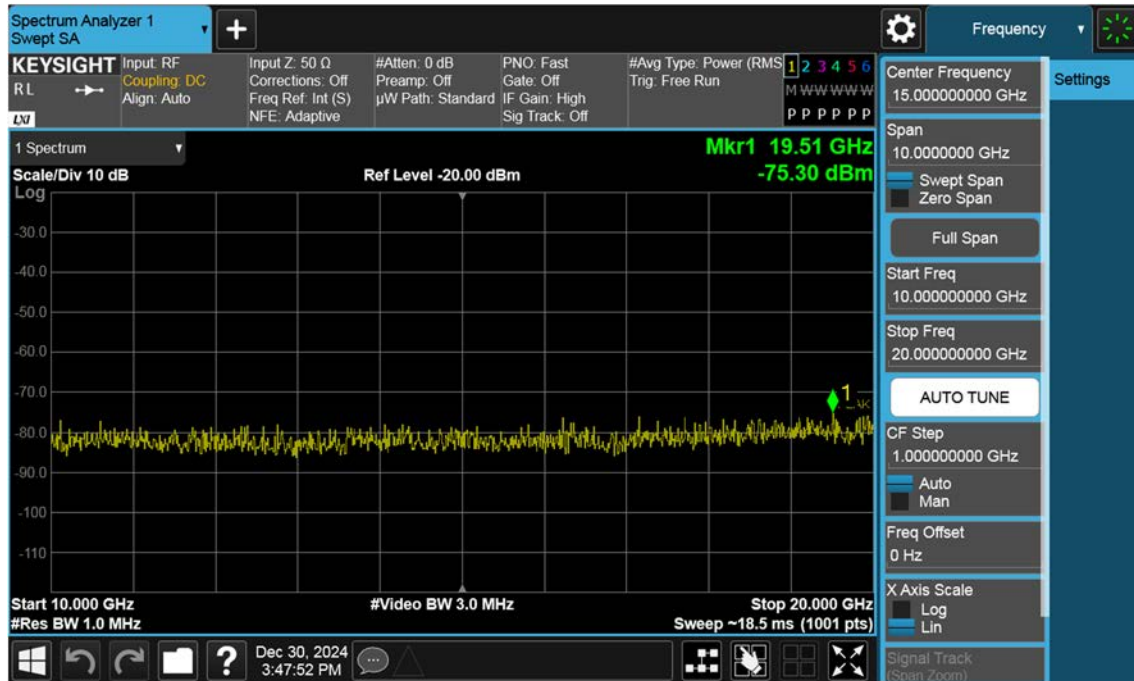 Spectrum Analyzer 1
Swept SA
Frequency
KEYSIGHT
RL
LXI
Input: RF
Coupling: DC
Align: Auto
Input Z: 50 Ω
Corrections: Off
Freq Ref: Int (S)
NFE: Adaptive
#Atten: 0 dB
Preamp: Off
µW Path: Standard
PNO: Fast
Gate: Off
IF Gain: High
Sig Track: Off
#Avg Type: Power (RMS
Trig: Free Run
1 2 3 4 5 6
M W W W W W
P P P P P P
1 Spectrum
Scale/Div 10 dB
Log
Ref Level -20.00 dBm
Mkr1 19.51 GHz
-75.30 dBm
-30.0
-40.0
-50.0
-60.0
-70.0
-80.0
-90.0
-100
-110
1
Start 10.000 GHz
#Res BW 1.0 MHz
#Video BW 3.0 MHz
Stop 20.000 GHz
Sweep ~18.5 ms (1001 pts)
Dec 30, 2024
3:47:52 PM
Center Frequency
15.000000000 GHz
Span
10.0000000 GHz
Swept Span
Zero Span
Full Span
Start Freq
10.000000000 GHz
Stop Freq
20.000000000 GHz
AUTO TUNE
CF Step
1.000000000 GHz
Auto
Man
Freq Offset
0 Hz
X Axis Scale
Log
Lin
Signal Track
(Span Zoom)
Settings